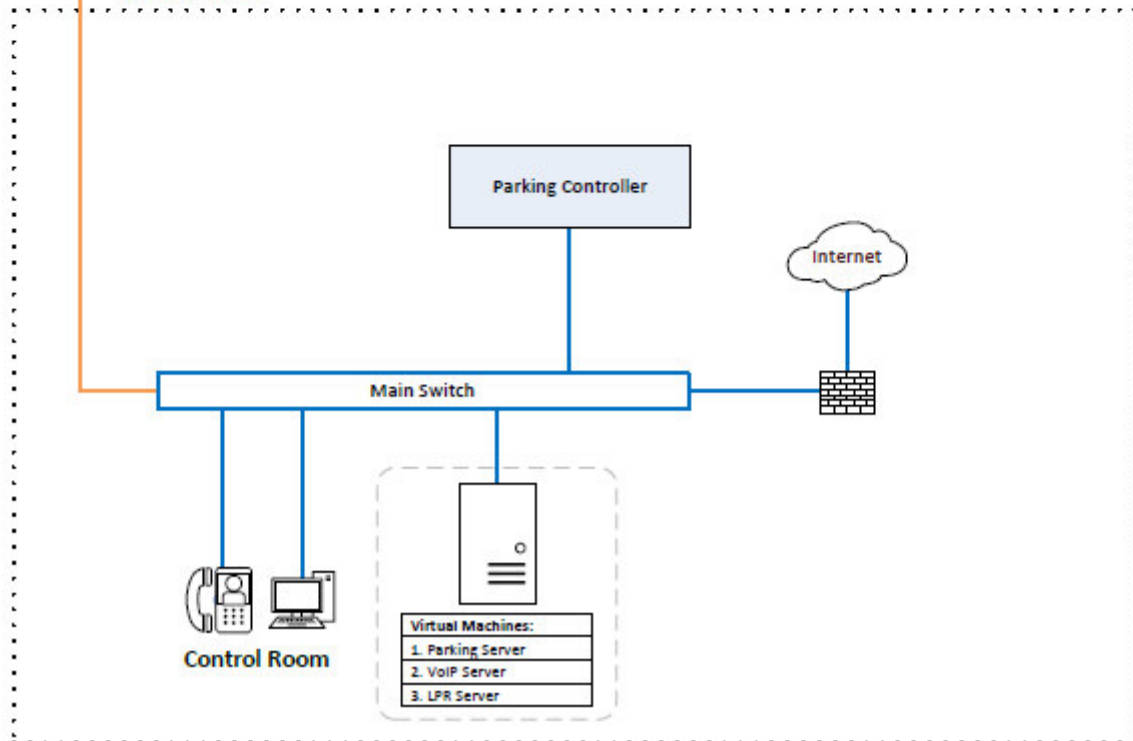 Parking Controller
Internet
Main Switch
Control Room
Virtual Machines:
1. Parking Server
2. VoIP Server
3. LPR Server